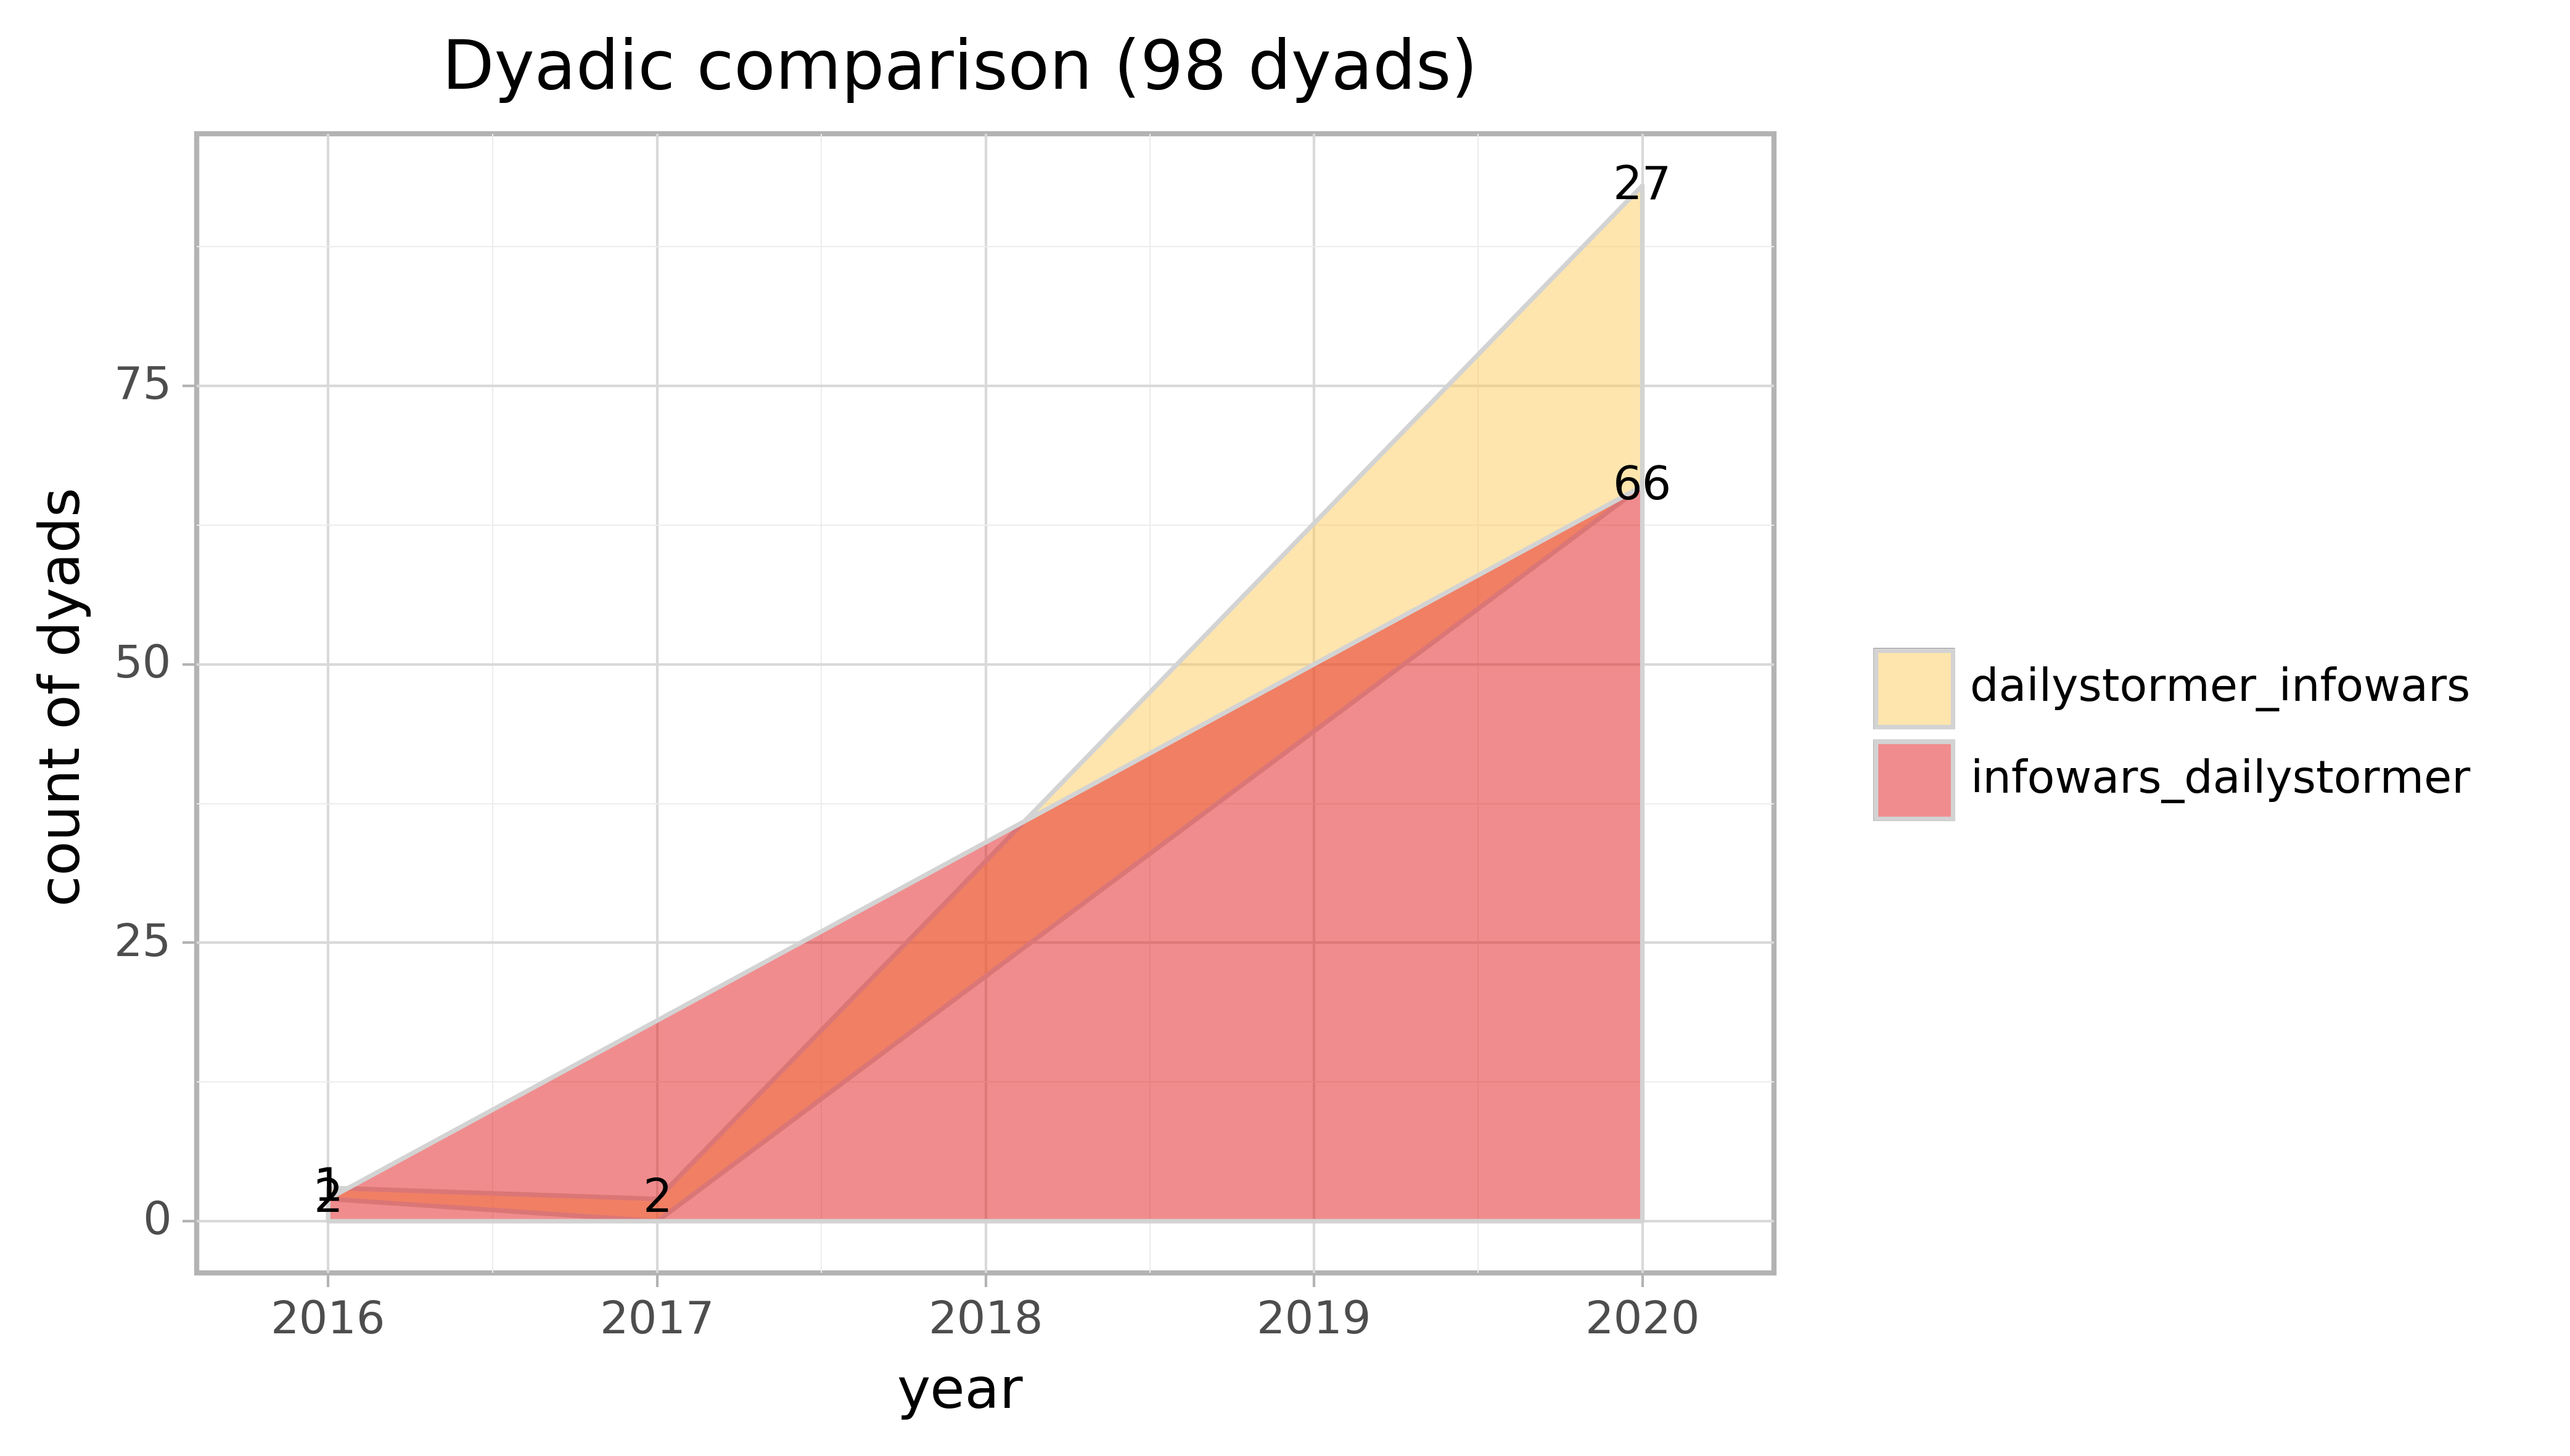 Dyadic comparison (98 dyads)
27
75
66
count of dyads
50
dailystormer_infowars
infowars_dailystormer
25
1
2
2
0
2016 2017 2018 2019 2020
year